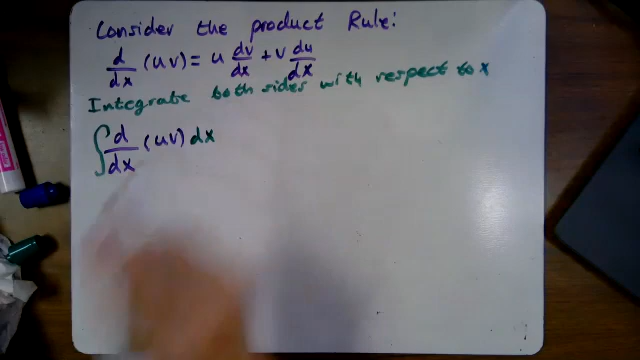 Consider the product Rule:
d/dx (uv) = u dv/dx + v du/dx
Integrate both sides with respect to x
∫ d/dx (uv) dx